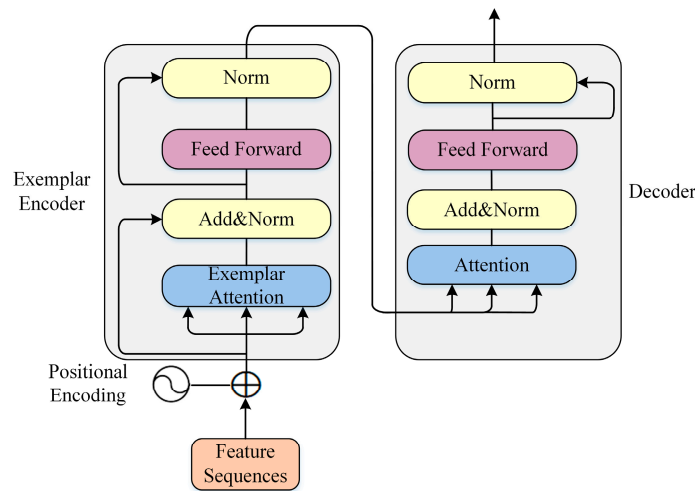 Norm
Feed Forward
Exemplar
Encoder
Add&Norm
Exemplar
Attention
Positional
Encoding
Feature
Sequences
Norm
Feed Forward
Decoder
Add&Norm
Attention